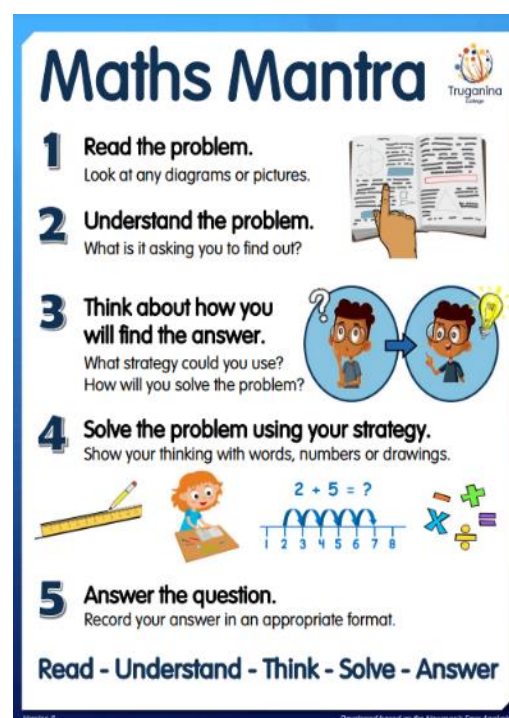 Maths Mantra
Truganina
College
1 Read the problem.
Look at any diagrams or pictures.
2 Understand the problem.
What is it asking you to find out?
3 Think about how you
will find the answer.
What strategy could you use?
How will you solve the problem?
?
4 Solve the problem using your strategy.
Show your thinking with words, numbers or drawings.
2 + 5 = ?
1 2 3 4 5 6 7 8
- + x = ÷
5 Answer the question.
Record your answer in an appropriate format.
Read - Understand - Think - Solve - Answer